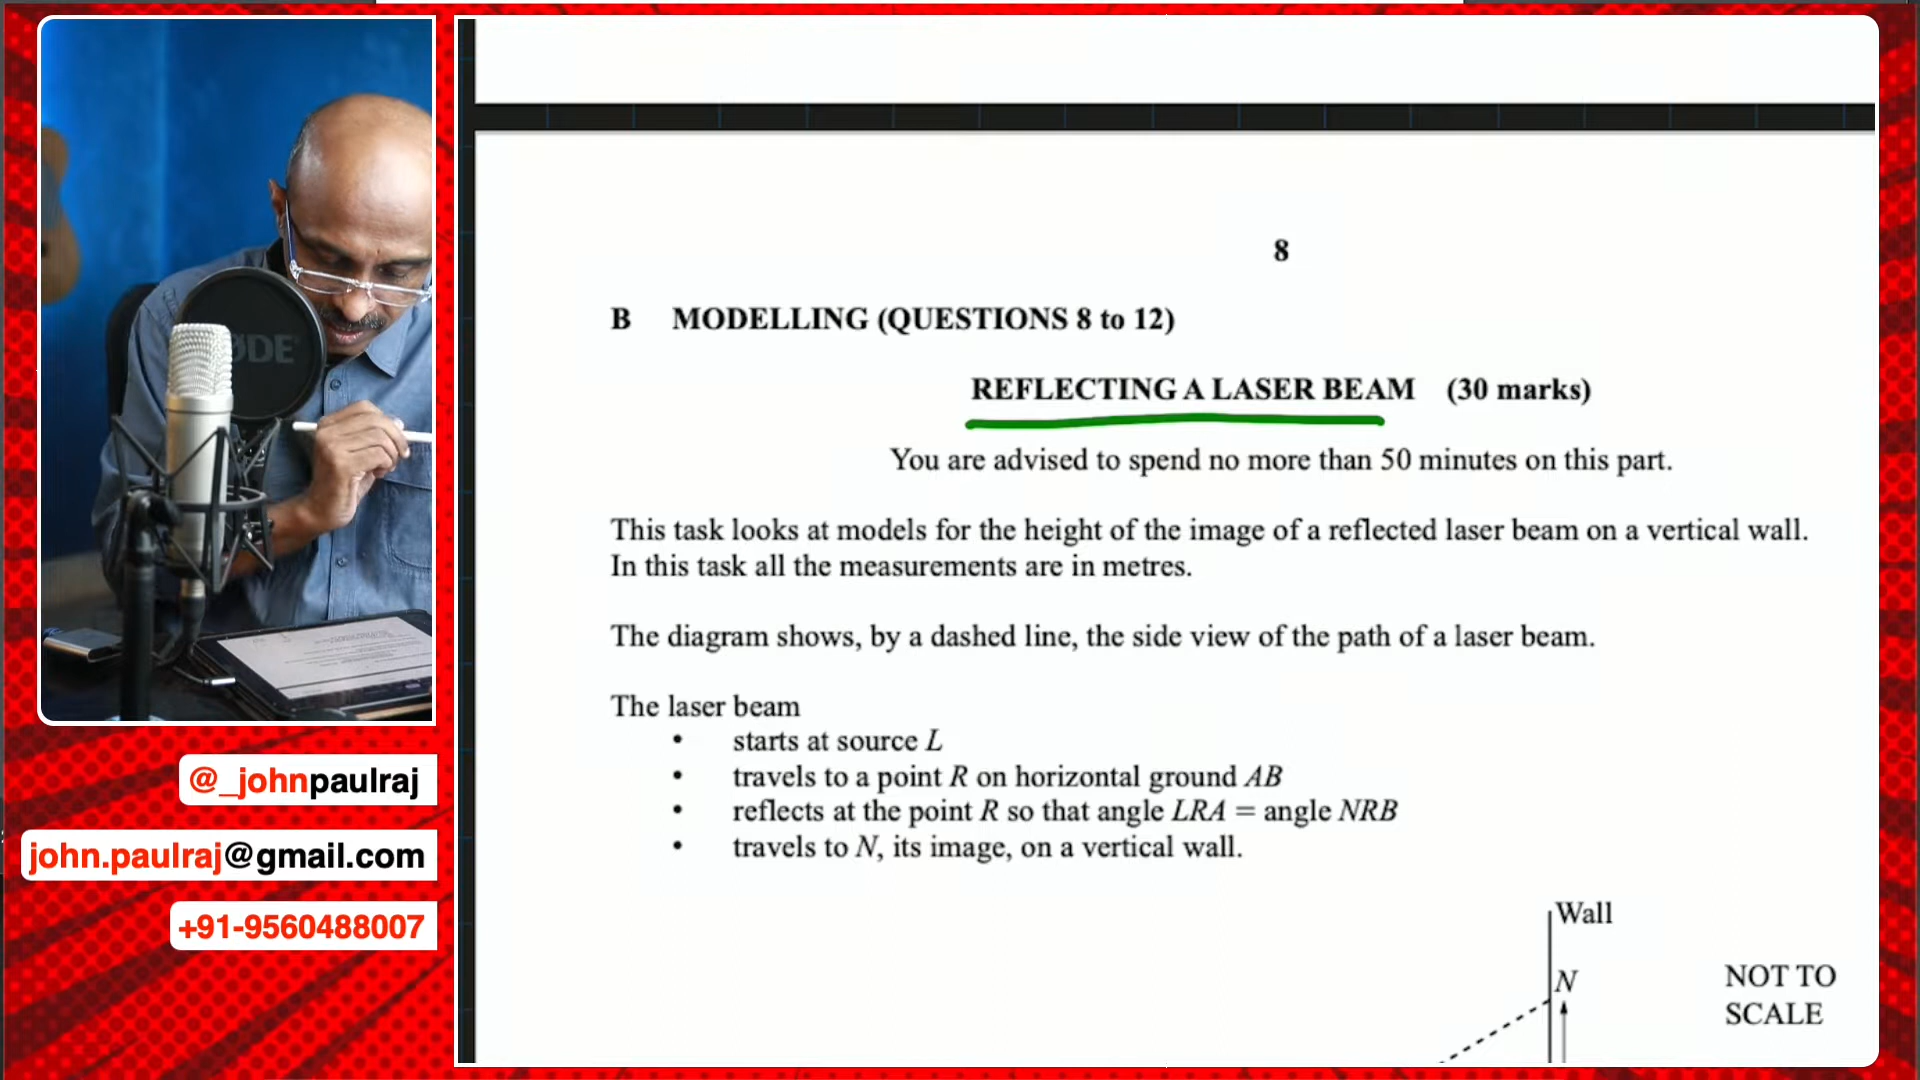 8
B MODELLING (QUESTIONS 8 to 12)
REFLECTING A LASER BEAM (30 marks)
You are advised to spend no more than 50 minutes on this part.
This task looks at models for the height of the image of a reflected laser beam on a vertical wall.
In this task all the measurements are in metres.
The diagram shows, by a dashed line, the side view of the path of a laser beam.
The laser beam
• starts at source L
• travels to a point R on horizontal ground AB
• reflects at the point R so that angle LRA = angle NRB
• travels to N, its image, on a vertical wall.
Wall
N
NOT TO
SCALE
RØDE
@_johnpaulraj
john.paulraj@gmail.com
+91-9560488007